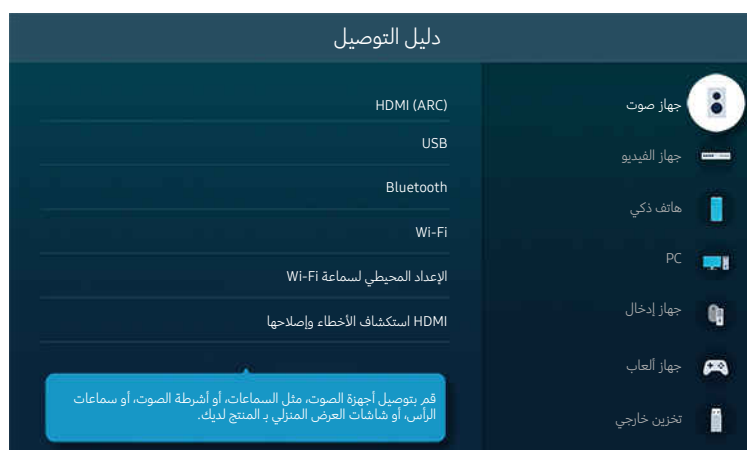 دليل التوصيل
جهاز صوت
جهاز الفيديو
هاتف ذكي
PC
جهاز إدخال
جهاز ألعاب
تخزين خارجي
HDMI (ARC)
USB
Bluetooth
Wi-Fi
الإعداد المحيطي لسماعة Wi-Fi
HDMI استكشاف الأخطاء وإصلاحها
قم بتوصيل أجهزة الصوت، مثل السماعات، أو أشرطة الصوت، أو سماعات
الرأس، أو شاشات العرض المنزلي بـ المنتج لديك.